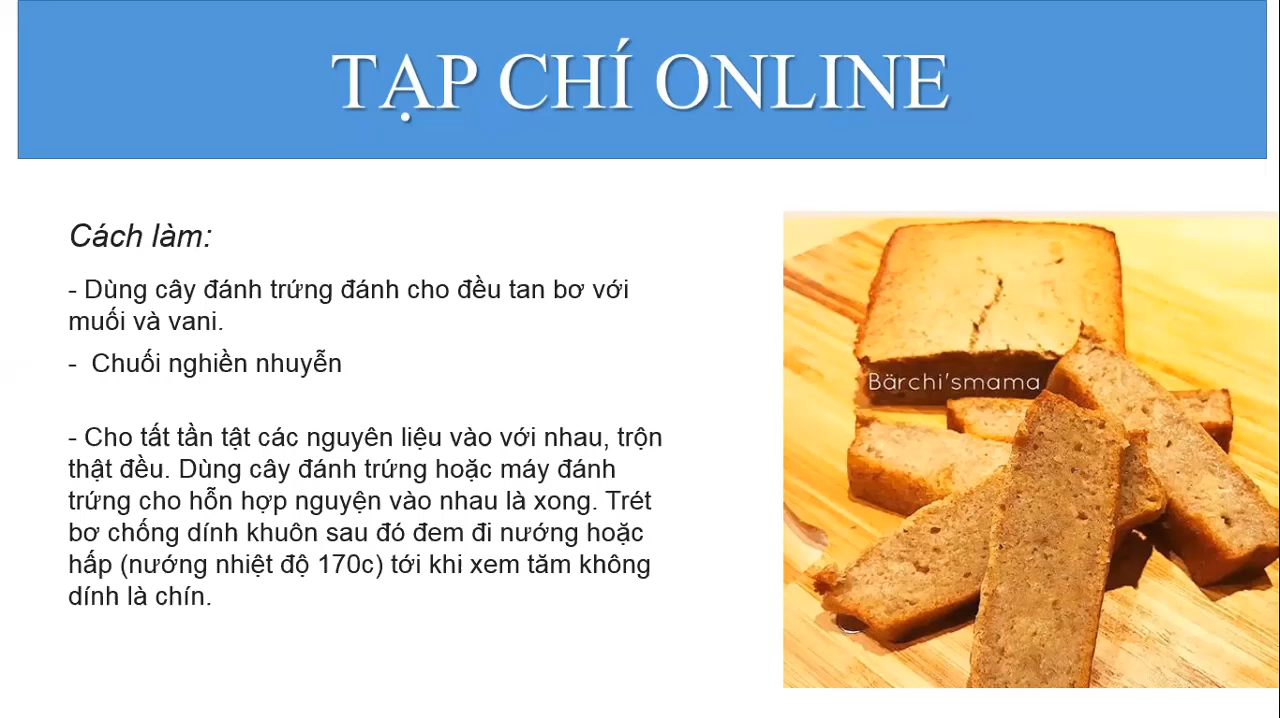 TẠP CHÍ ONLINE
Cách làm:
- Dùng cây đánh trứng đánh cho đều tan bơ với
muối và vani.
- Chuối nghiền nhuyễn
- Cho tất tần tật các nguyên liệu vào với nhau, trộn
thật đều. Dùng cây đánh trứng hoặc máy đánh
trứng cho hỗn hợp nguyện vào nhau là xong. Trét
bơ chống dính khuôn sau đó đem đi nướng hoặc
hấp (nướng nhiệt độ 170c) tới khi xem tăm không
dính là chín.
Bärchi'smama